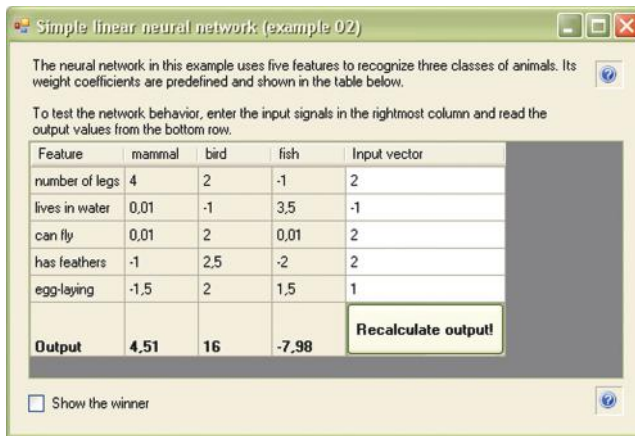 Simple linear neural network (example 02)
The neural network in this example uses five features to recognize three classes of animals. Its
weight coefficients are predefined and shown in the table below.
To test the network behavior, enter the input signals in the rightmost column and read the
output values from the bottom row.
Feature mammal bird fish Input vector
number of legs 4 2 -1 2
lives in water 0,01 -1 3,5 -1
can fly 0,01 2 0,01 2
has feathers -1 2,5 -2 2
egg-laying -1,5 2 1,5 1
Output 4,51 16 -7,98 Recalculate output!
Show the winner